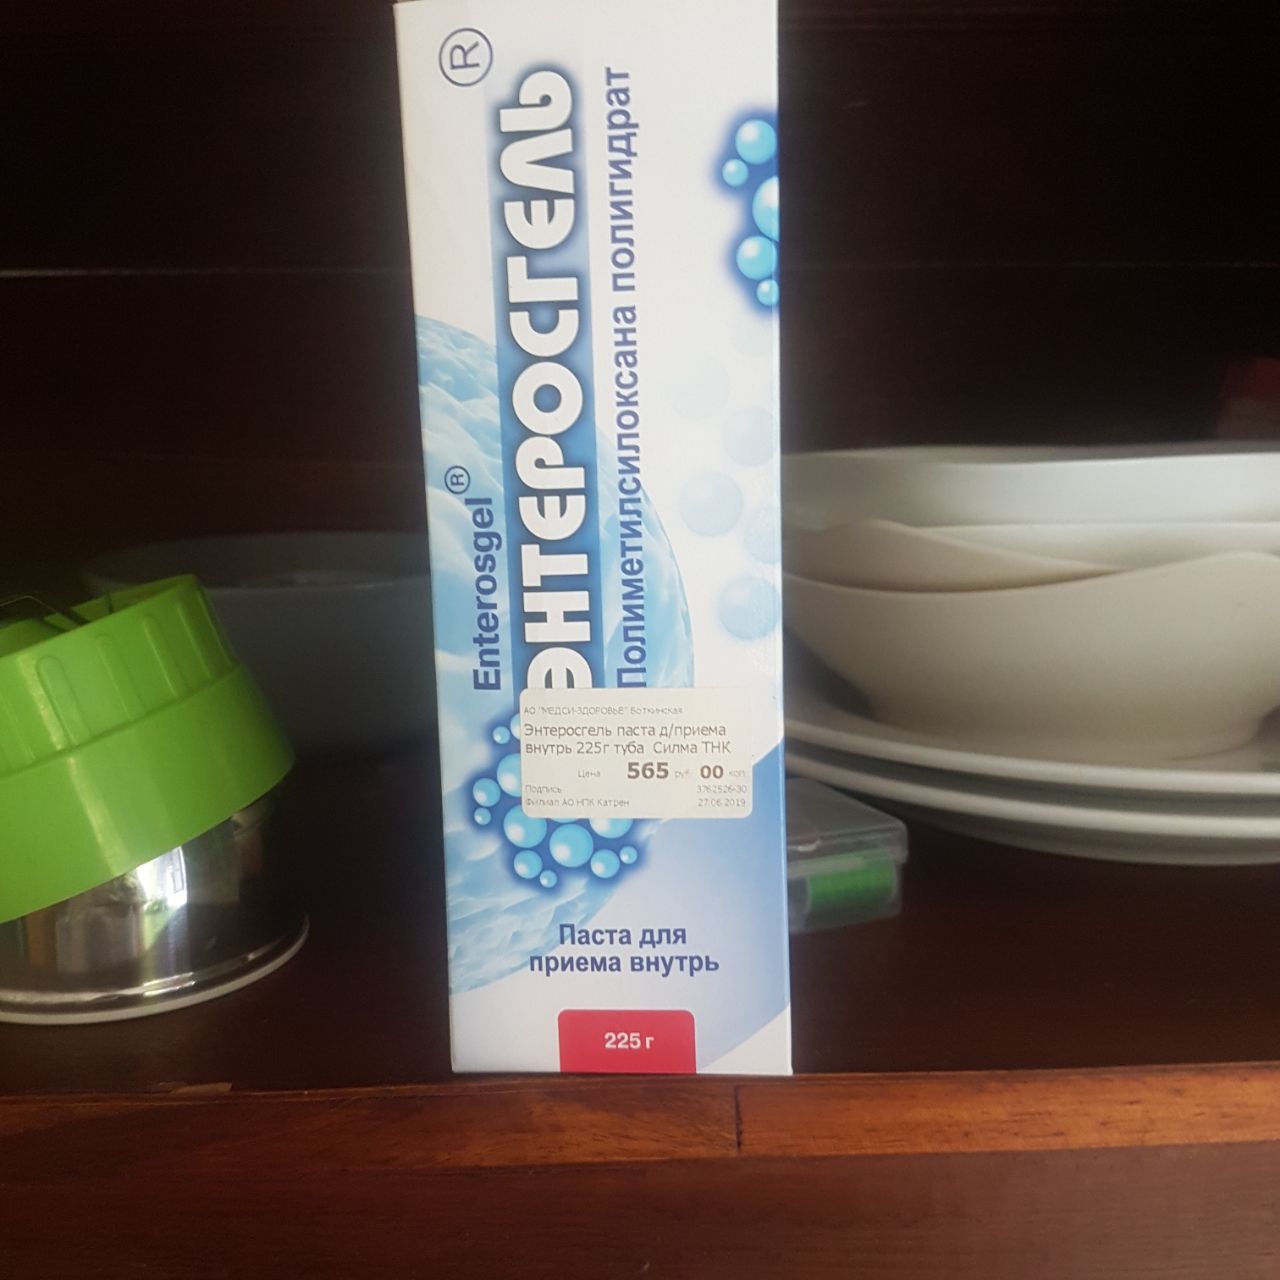 Enterosgel®
ЭНТЕРОСГЕЛЬ®
Полиметилсилоксана полигидрат
АО "МЕДСИ-ЗДОРОВЬЕ" Боткинская
Энтеросгель паста д/приема
внутрь 225г туба Силма ТНК
Цена 565 руб. 00 коп.
Подпись 3762526-30
Филиал АО НПК Катрен 27.06.2019
Паста для
приема внутрь
225 г